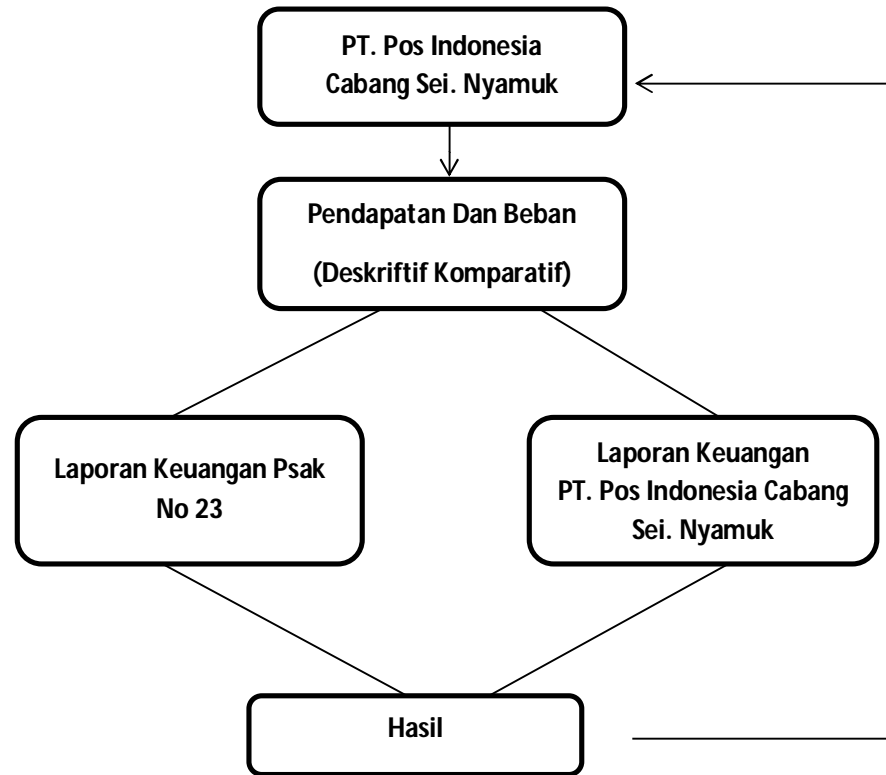 PT. Pos Indonesia
Cabang Sei. Nyamuk
Pendapatan Dan Beban
(Deskriftif Komparatif)
Laporan Keuangan Psak
No 23
Laporan Keuangan
PT. Pos Indonesia Cabang
Sei. Nyamuk
Hasil